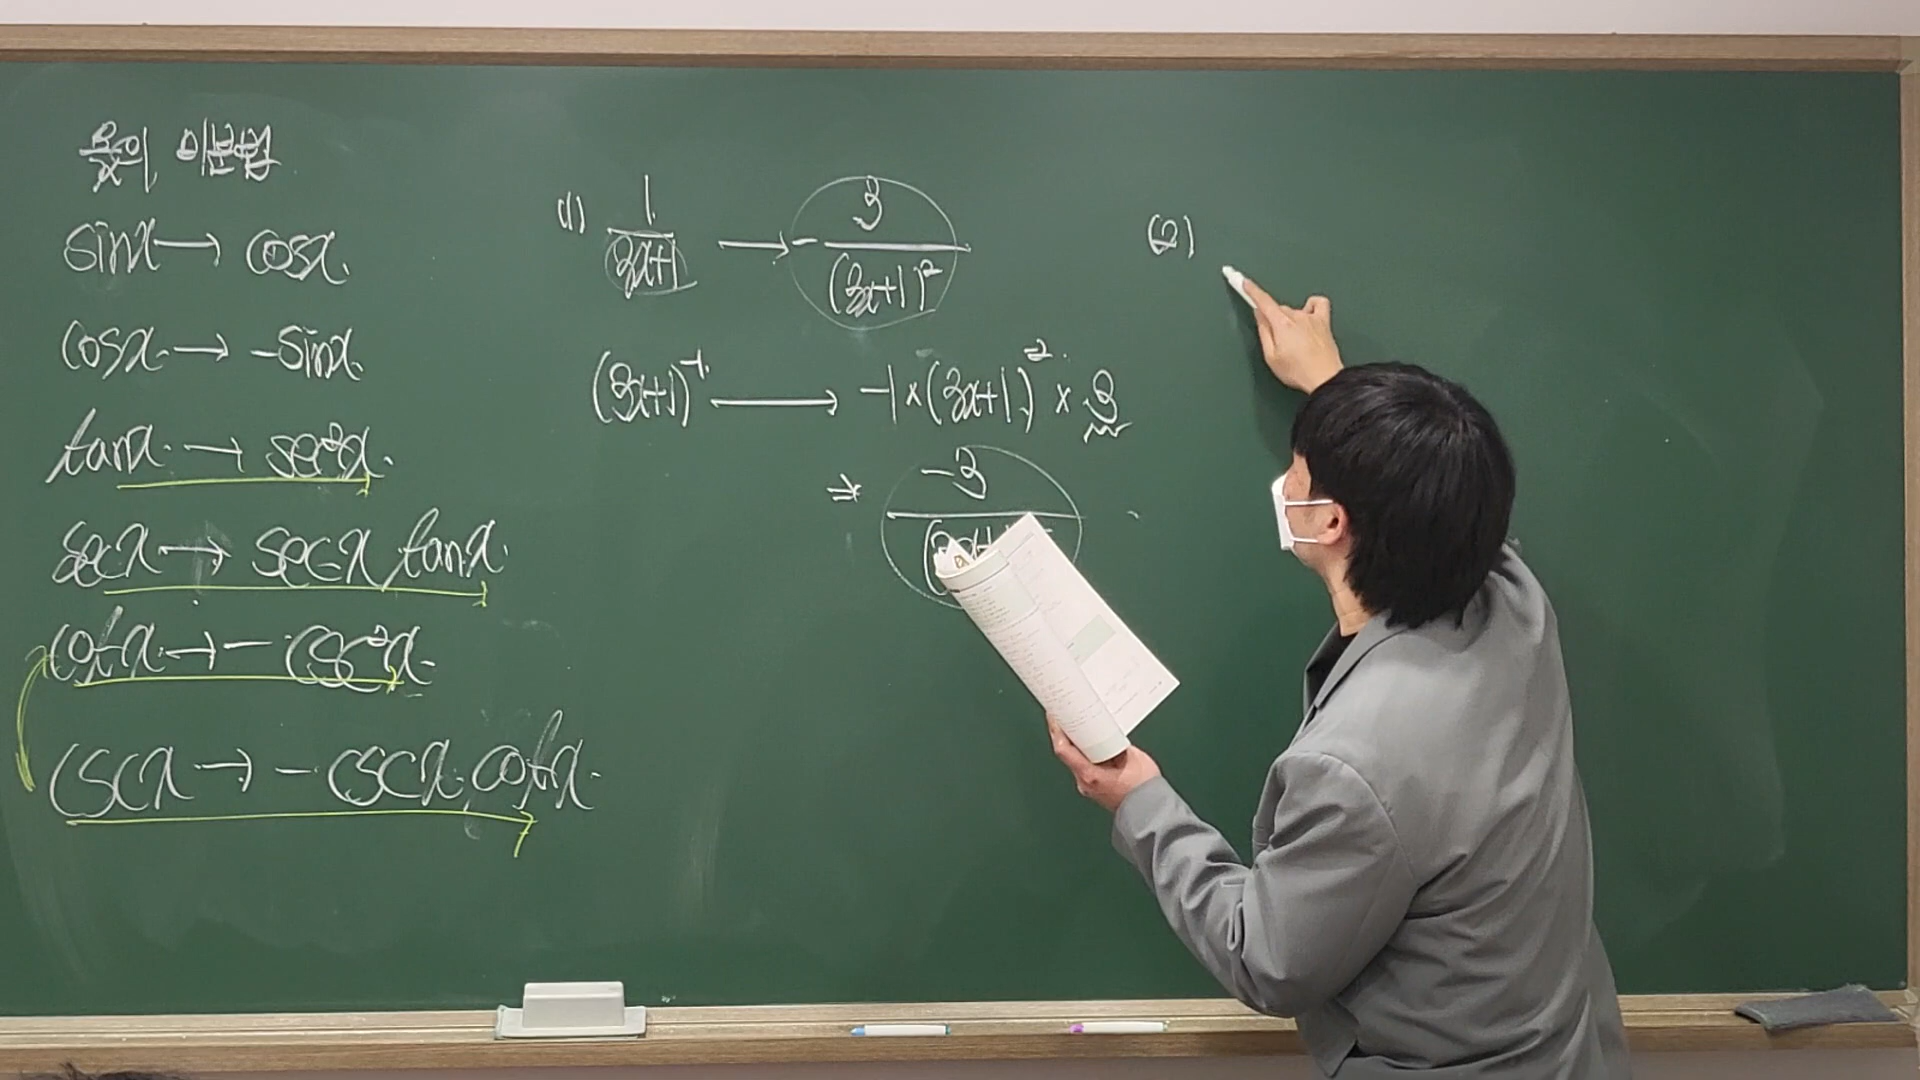 몫의 미분법
sinx → cosx.
cosx → -sinx.
tanx → sec²x.
secx → secx tanx.
cotx → - csc²x.
cscx → - cscx.cotx.
(1) 1/(3x+1) → - 3/(3x+1)²
(3x+1)⁻¹ → -1×(3x+1)⁻²×3
⇒ -3/
(2)